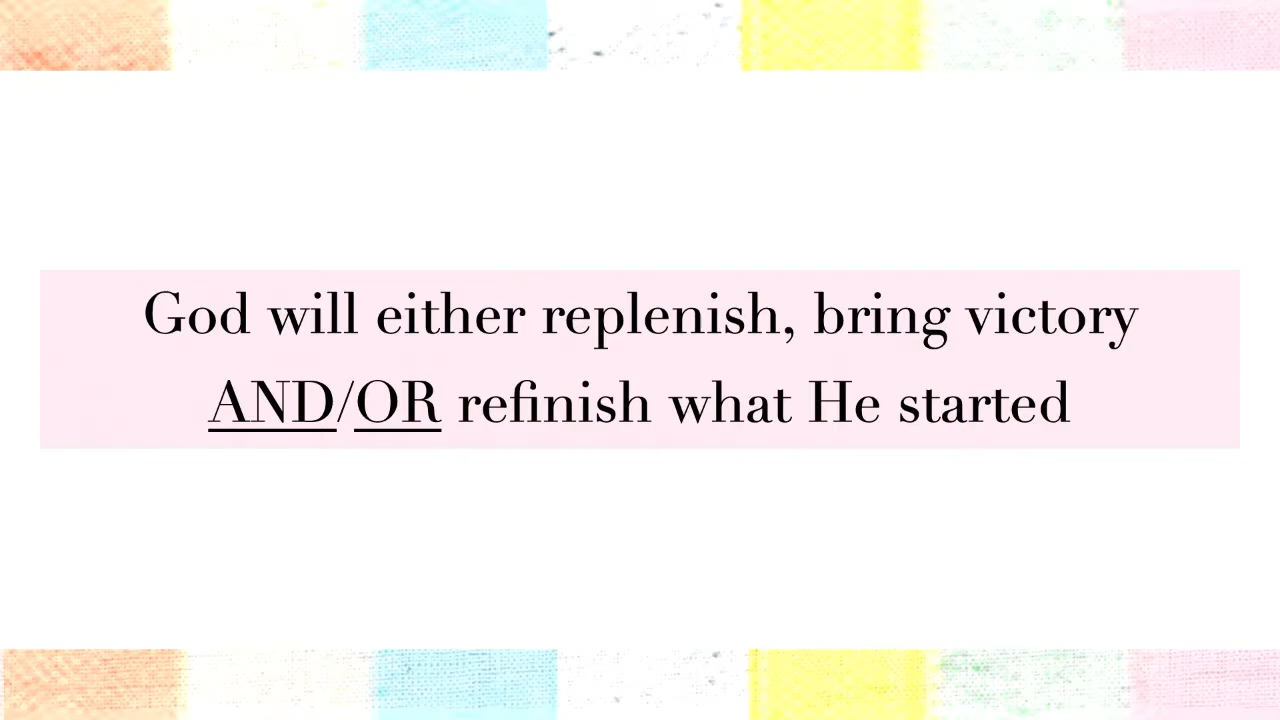 God will either replenish, bring victory
AND/OR refinish what He started